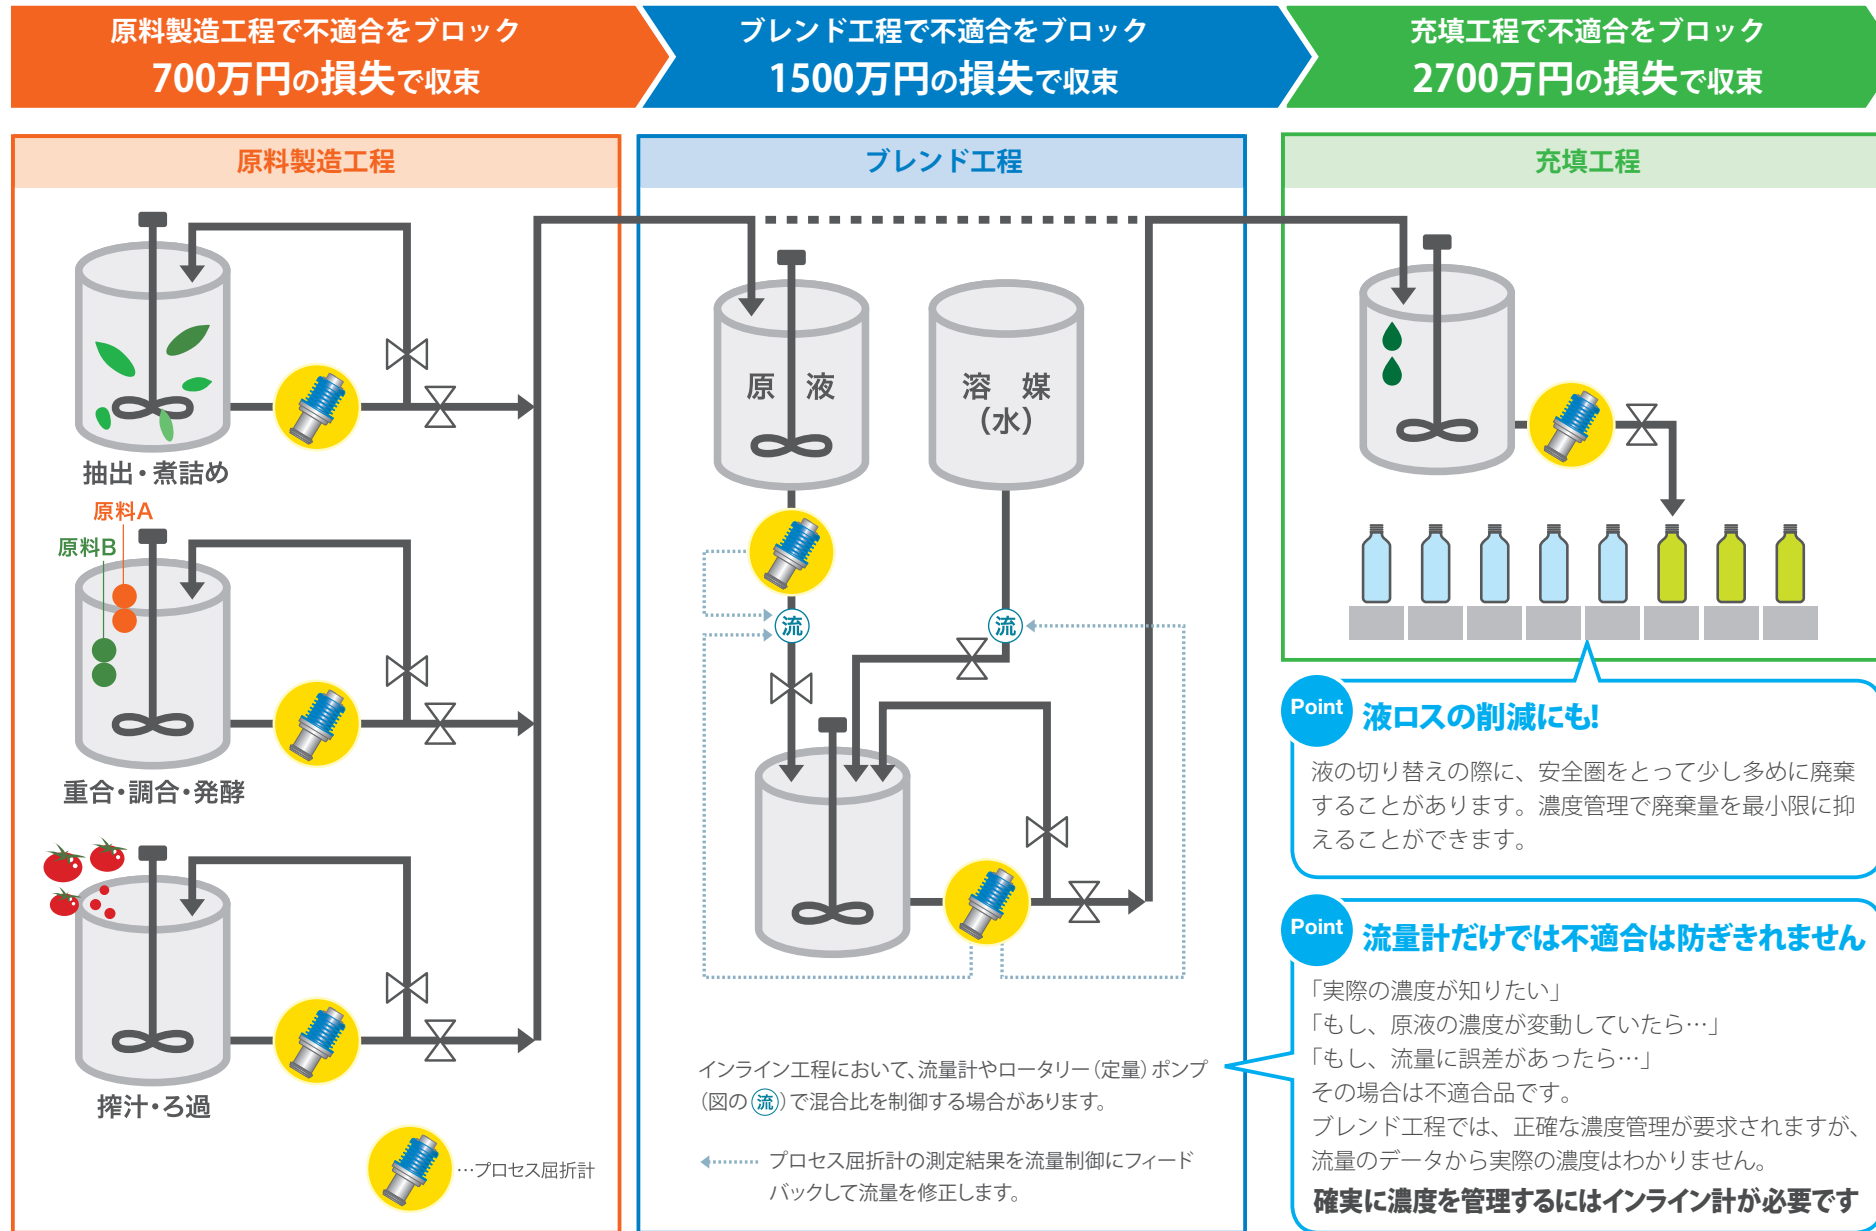 原料製造工程で不適合をブロック
700万円の損失で収束
ブレンド工程で不適合をブロック
1500万円の損失で収束
充填工程で不適合をブロック
2700万円の損失で収束
原料製造工程
抽出・煮詰め
原料A
原料B
重合・調合・発酵
搾汁・ろ過
…プロセス屈折計
ブレンド工程
原 液
溶 媒
(水)
流
流
インライン工程において、流量計やロータリー(定量)ポンプ
(図の流)で混合比を制御する場合があります。
プロセス屈折計の測定結果を流量制御にフィード
バックして流量を修正します。
充填工程
Point 液ロスの削減にも!
液の切り替えの際に、安全圏をとって少し多めに廃棄
することがあります。濃度管理で廃棄量を最小限に抑
えることができます。
Point 流量計だけでは不適合は防ぎきれません
「実際の濃度が知りたい」
「もし、原液の濃度が変動していたら…」
「もし、流量に誤差があったら…」
その場合は不適合品です。
ブレンド工程では、正確な濃度管理が要求されますが、
流量のデータから実際の濃度はわかりません。
確実に濃度を管理するにはインライン計が必要です